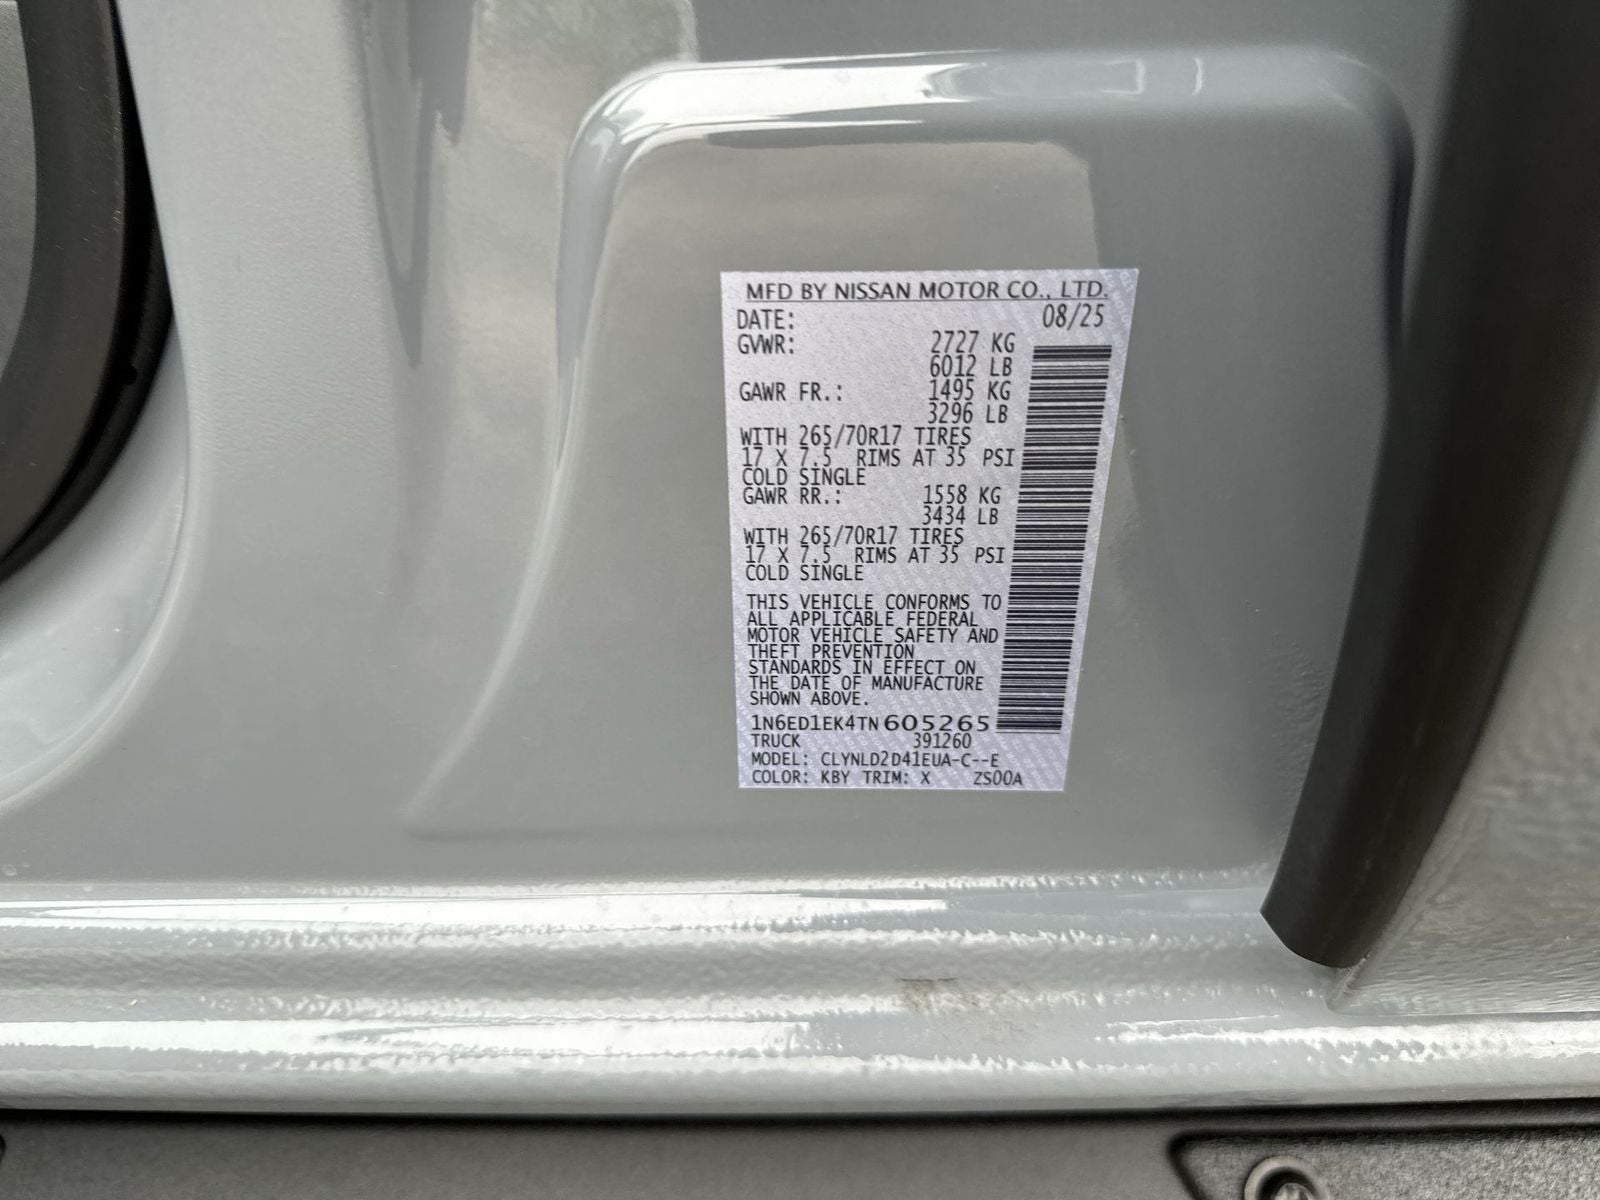 MFD BY NISSAN MOTOR CO., LTD.
DATE: 08/25
GVWR: 2727 KG
6012 LB
GAWR FR.: 1495 KG
3296 LB
WITH 265/70R17 TIRES
17 X 7.5 RIMS AT 35 PSI
COLD SINGLE
GAWR RR.: 1558 KG
3434 LB
WITH 265/70R17 TIRES
17 X 7.5 RIMS AT 35 PSI
COLD SINGLE
THIS VEHICLE CONFORMS TO
ALL APPLICABLE FEDERAL
MOTOR VEHICLE SAFETY AND
THEFT PREVENTION
STANDARDS IN EFFECT ON
THE DATE OF MANUFACTURE
SHOWN ABOVE.
1N6ED1EK4TN605265
TRUCK 391260
MODEL: CLYNLD2D41EUA-C--E
COLOR: KBY TRIM: X ZS00A